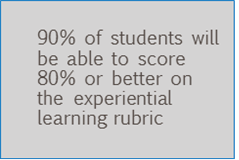 90% of students will
be able to score
80% or better on
the experiential
learning rubric